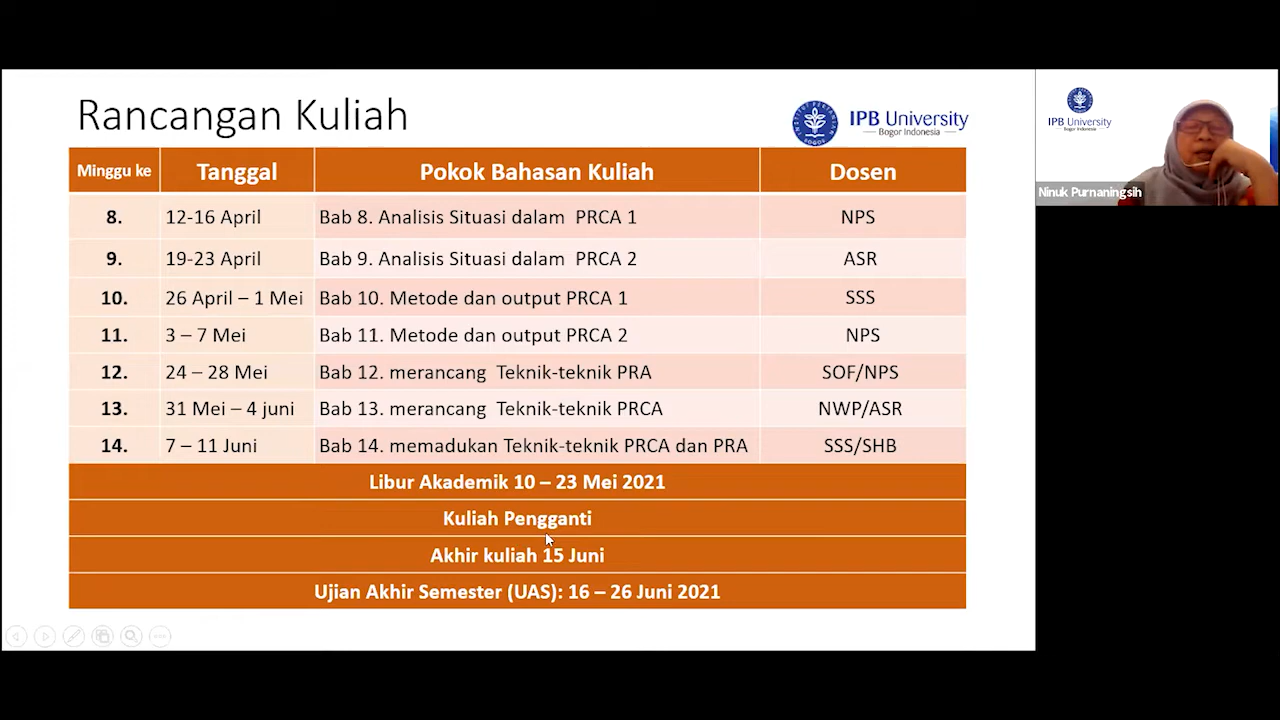 Rancangan Kuliah
IPB University
Bogor Indonesia
Minggu ke Tanggal Pokok Bahasan Kuliah Dosen
8. 12-16 April Bab 8. Analisis Situasi dalam PRCA 1 NPS
9. 19-23 April Bab 9. Analisis Situasi dalam PRCA 2 ASR
10. 26 April – 1 Mei Bab 10. Metode dan output PRCA 1 SSS
11. 3 – 7 Mei Bab 11. Metode dan output PRCA 2 NPS
12. 24 – 28 Mei Bab 12. merancang Teknik-teknik PRA SOF/NPS
13. 31 Mei – 4 juni Bab 13. merancang Teknik-teknik PRCA NWP/ASR
14. 7 – 11 Juni Bab 14. memadukan Teknik-teknik PRCA dan PRA SSS/SHB
Libur Akademik 10 – 23 Mei 2021
Kuliah Pengganti
Akhir kuliah 15 Juni
Ujian Akhir Semester (UAS): 16 – 26 Juni 2021
IPB University
Bogor Indonesia
Ninuk Purnaningsih